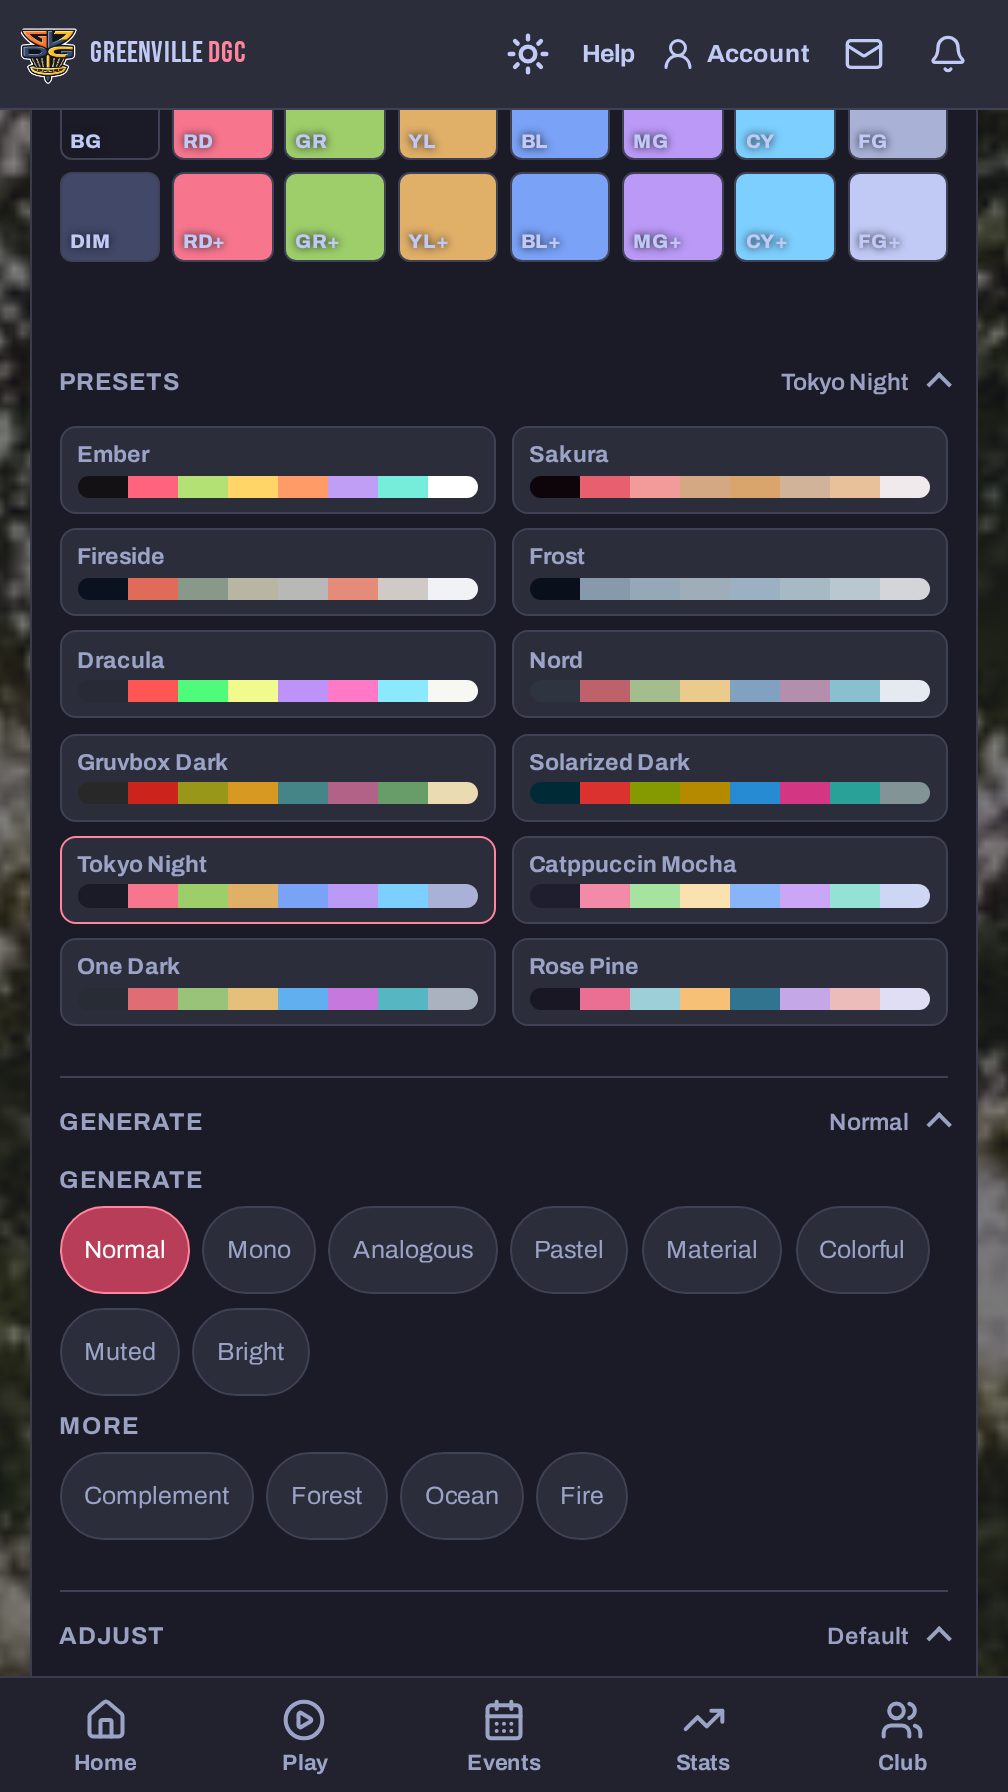 GREENVILLE DGC
Help
Account
BG RD GR YL BL MG CY FG
DIM RD+ GR+ YL+ BL+ MG+ CY+ FG+
PRESETS
Tokyo Night
Ember
Sakura
Fireside
Frost
Dracula
Nord
Gruvbox Dark
Solarized Dark
Tokyo Night
Catppuccin Mocha
One Dark
Rose Pine
GENERATE
Normal
GENERATE
Normal Mono Analogous Pastel Material Colorful
Muted Bright
MORE
Complement Forest Ocean Fire
ADJUST
Default
Home Play Events Stats Club